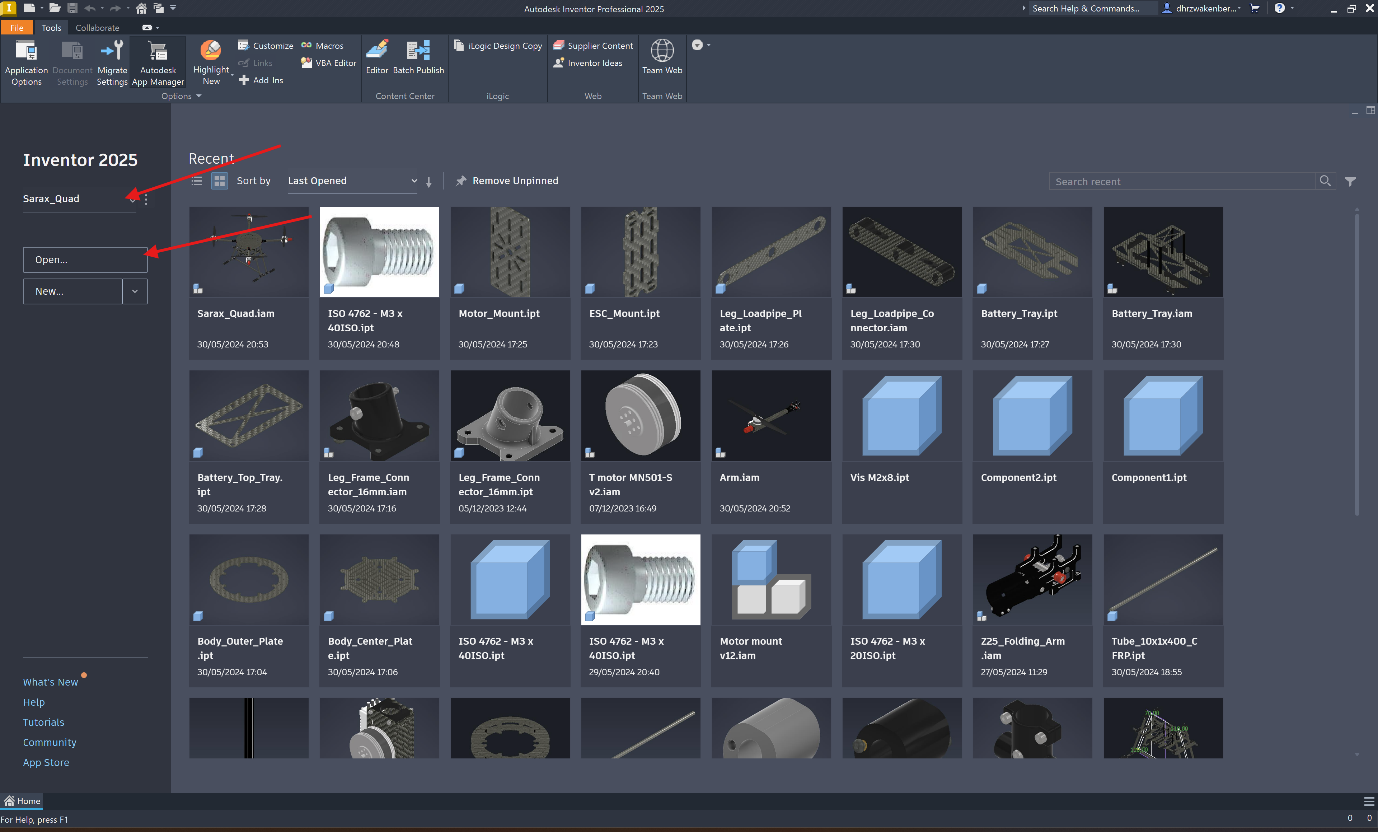 Autodesk Inventor Professional 2025
Search Help & Commands...
dhrzwakenber...
File
Tools
Collaborate
Application Options
Document Settings
Migrate Settings
Autodesk App Manager
Highlight New
Customize
Links
Add-Ins
Macros
VBA Editor
Options
Editor
Batch Publish
Content Center
iLogic Design Copy
iLogic
Supplier Content
Inventor Ideas
Web
Team Web
Team Web
Inventor 2025
Sarax_Quad
Open...
New...
What's New
Help
Tutorials
Community
App Store
Recent
Sort by
Last Opened
Remove Unpinned
Search recent
Sarax_Quad.iam
30/05/2024 20:53
ISO 4762 - M3 x
40ISO.ipt
30/05/2024 20:48
Motor_Mount.ipt
30/05/2024 17:25
ESC_Mount.ipt
30/05/2024 17:23
Leg_Loadpipe_Pl
ate.ipt
30/05/2024 17:26
Leg_Loadpipe_Co
nnector.iam
30/05/2024 17:30
Battery_Tray.ipt
30/05/2024 17:27
Battery_Tray.iam
30/05/2024 17:30
Battery_Top_Tray.
ipt
30/05/2024 17:28
Leg_Frame_Conn
ector_16mm.iam
30/05/2024 17:16
Leg_Frame_Conn
ector_16mm.ipt
05/12/2023 12:44
T motor MN501-S
v2.iam
07/12/2023 16:49
Arm.iam
30/05/2024 20:52
Vis M2x8.ipt
Component2.ipt
Component1.ipt
Body_Outer_Plate
.ipt
30/05/2024 17:04
Body_Center_Plat
e.ipt
30/05/2024 17:06
ISO 4762 - M3 x
40ISO.ipt
ISO 4762 - M3 x
40ISO.ipt
29/05/2024 20:40
Motor mount
v12.iam
ISO 4762 - M3 x
20ISO.ipt
Z25_Folding_Arm
.iam
27/05/2024 11:29
Tube_10x1x400_C
FRP.ipt
30/05/2024 18:55
Home
For Help, press F1
0
0